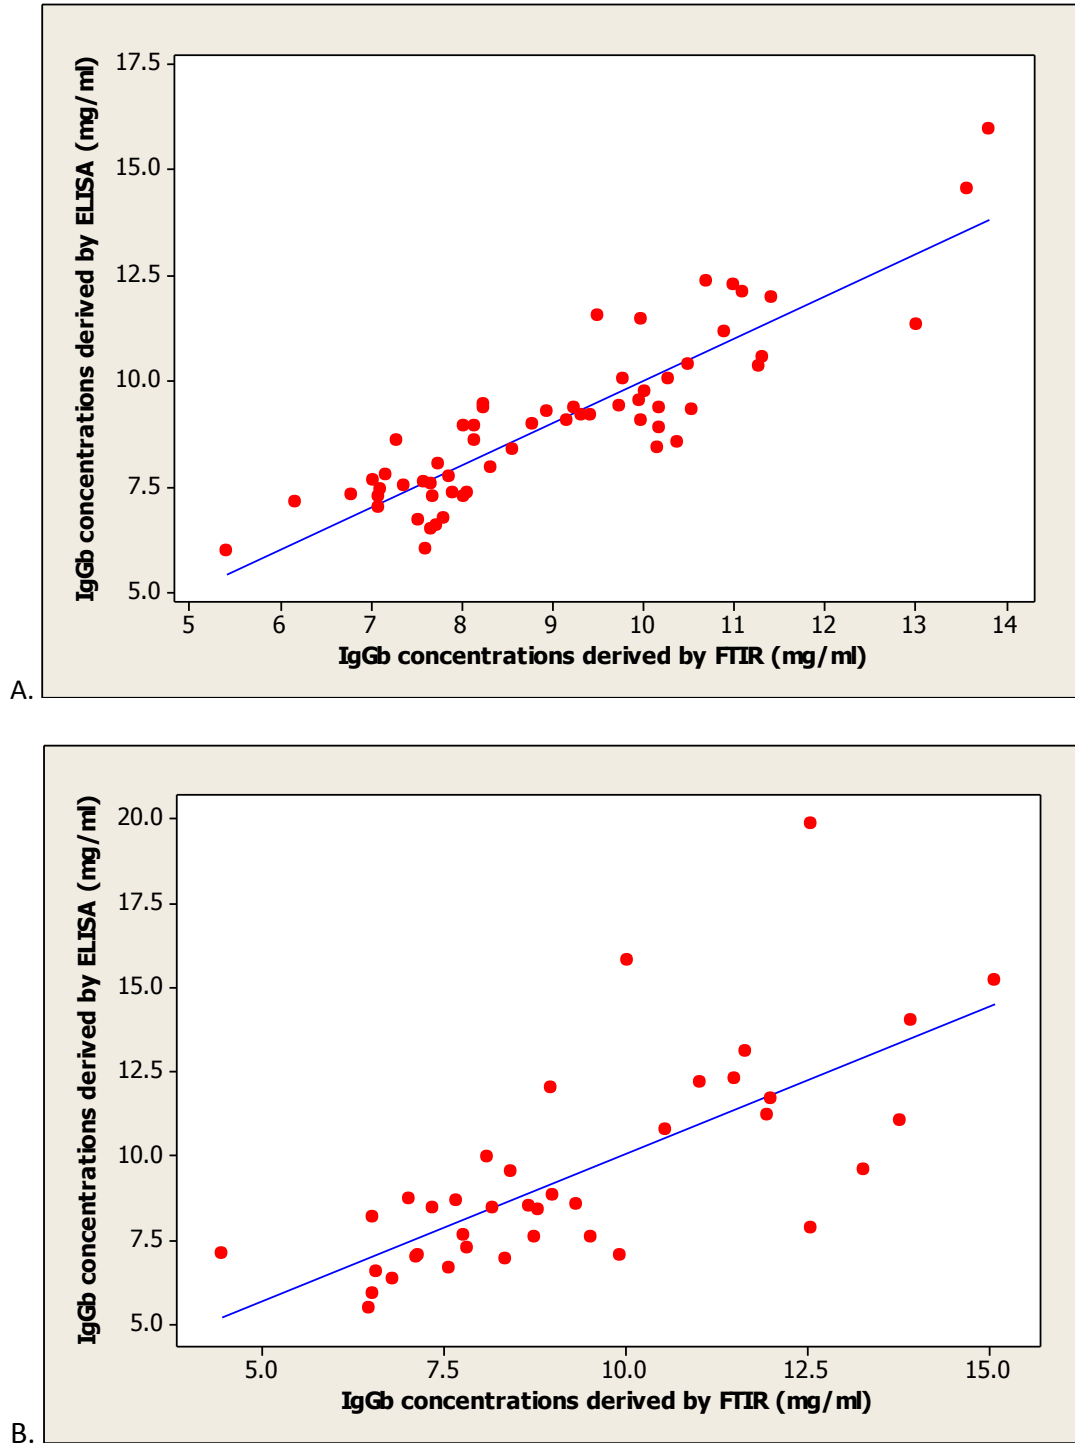 IgGb concentrations derived by ELISA (mg/ml)
17.5
15.0
12.5
10.0
7.5
5.0
5 6 7 8 9 10 11 12 13 14
IgGb concentrations derived by FTIR (mg/ml)
A.
IgGb concentrations derived by ELISA (mg/ml)
20.0
17.5
15.0
12.5
10.0
7.5
5.0
5.0 7.5 10.0 12.5 15.0
IgGb concentrations derived by FTIR (mg/ml)
B.